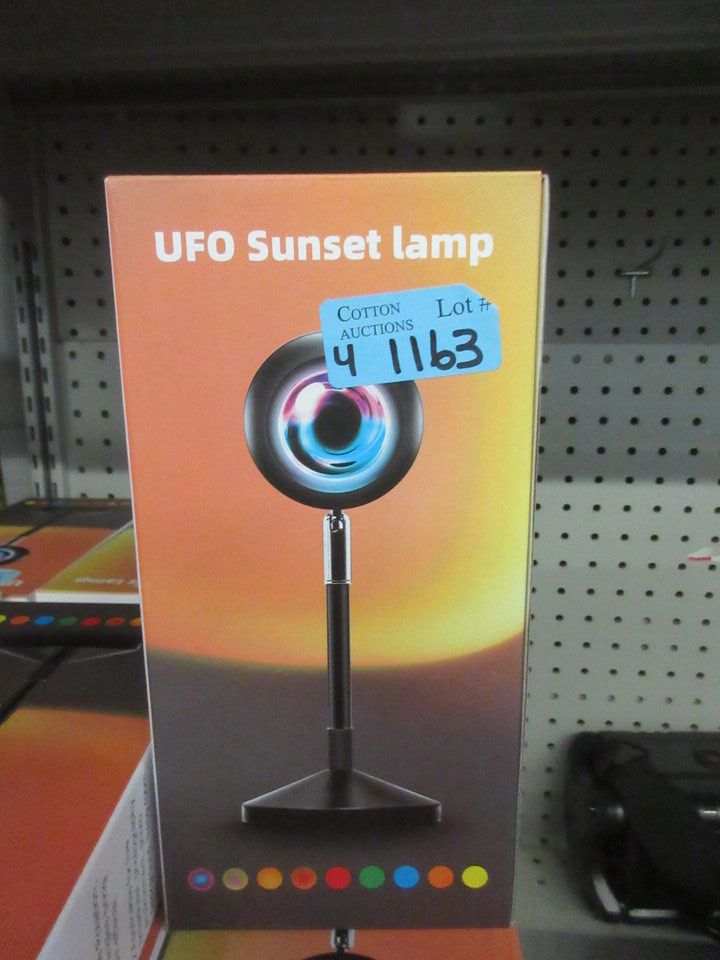 UFO Sunset lamp
COTTON AUCTIONS Lot #
4 1163